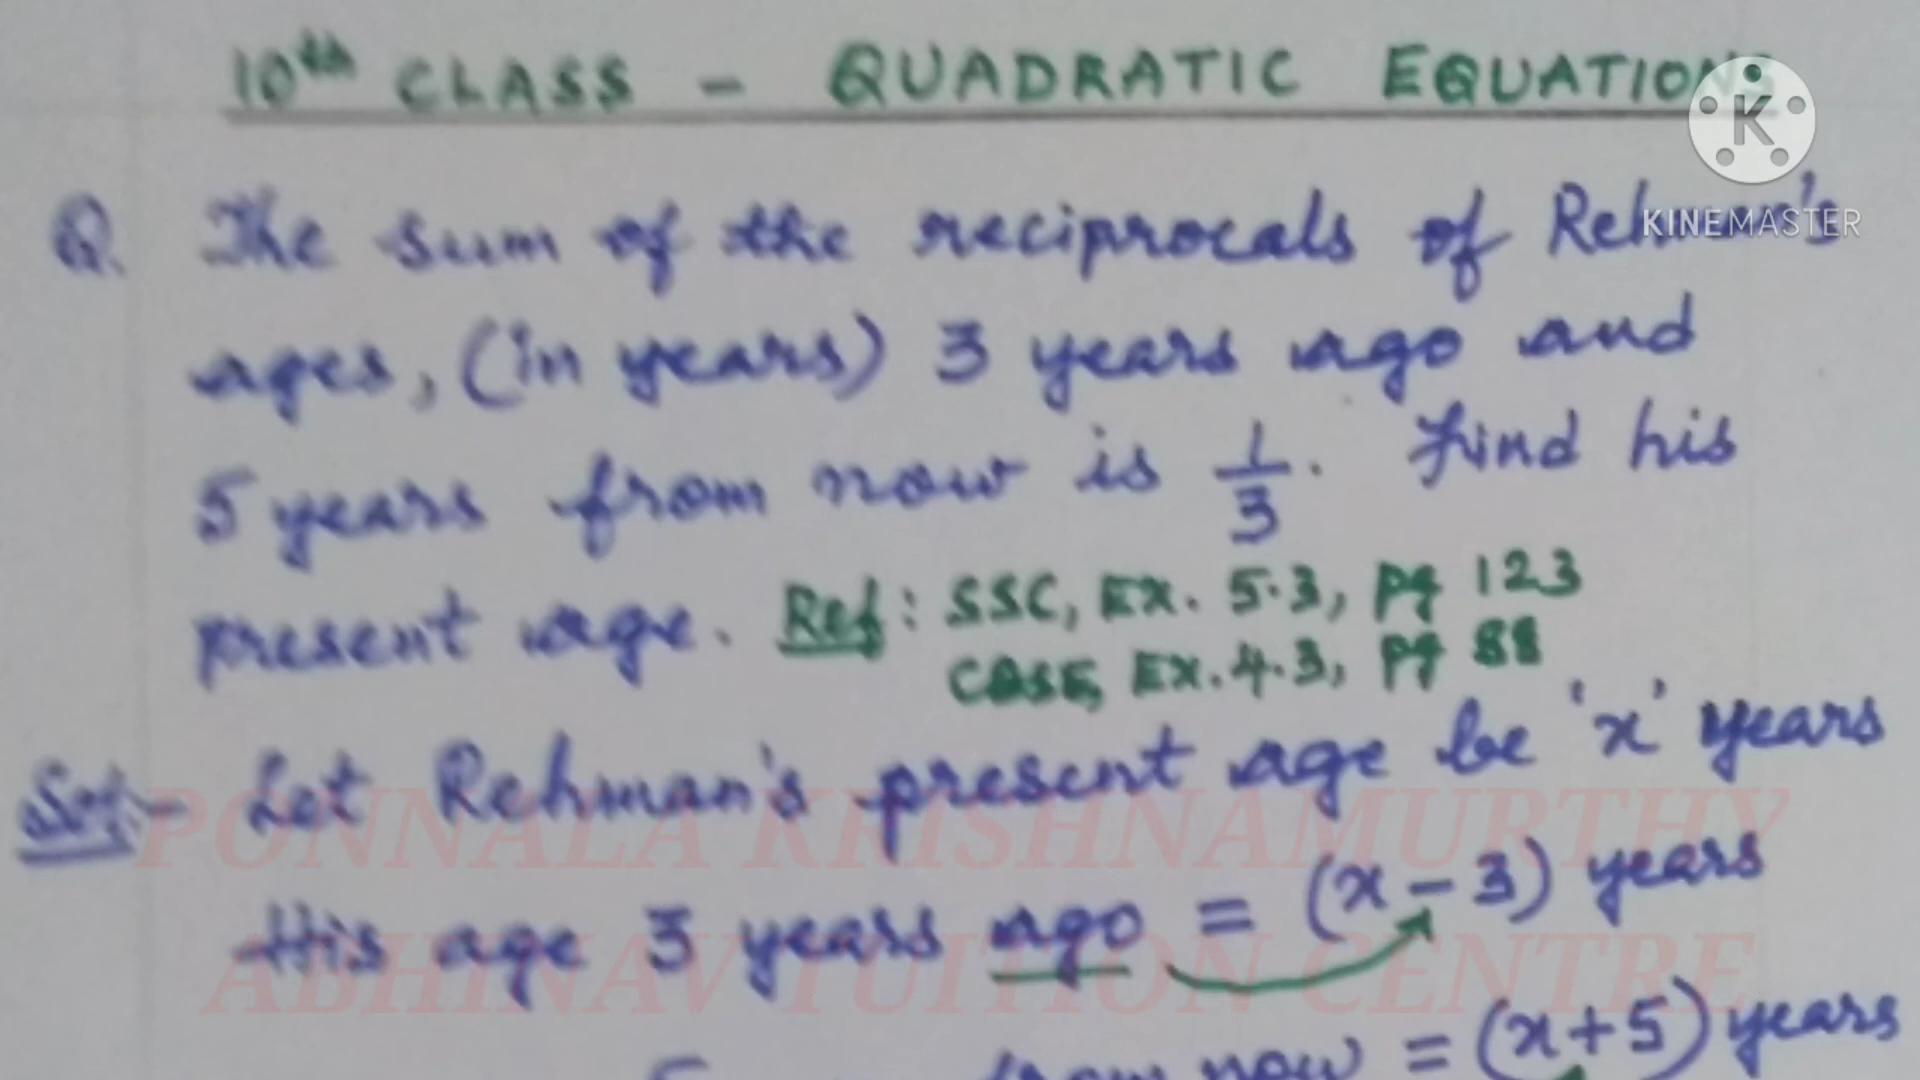 10th CLASS - QUADRATIC EQUATIONS
K
KINEMASTER
Q. The sum of the reciprocals of Rehman's
ages, (in years) 3 years ago and
5 years from now is 1/3. Find his
present age. Ref: SSC, Ex. 5.3, Pg 123
CBSE, Ex. 4.3, Pg 88
Sol:- Let Rehman's present age be 'x' years
PONNALA KRISHNAMURTHY
His age 3 years ago = (x - 3) years
ABHINAV TUITION CENTRE
5 from now = (x + 5) years